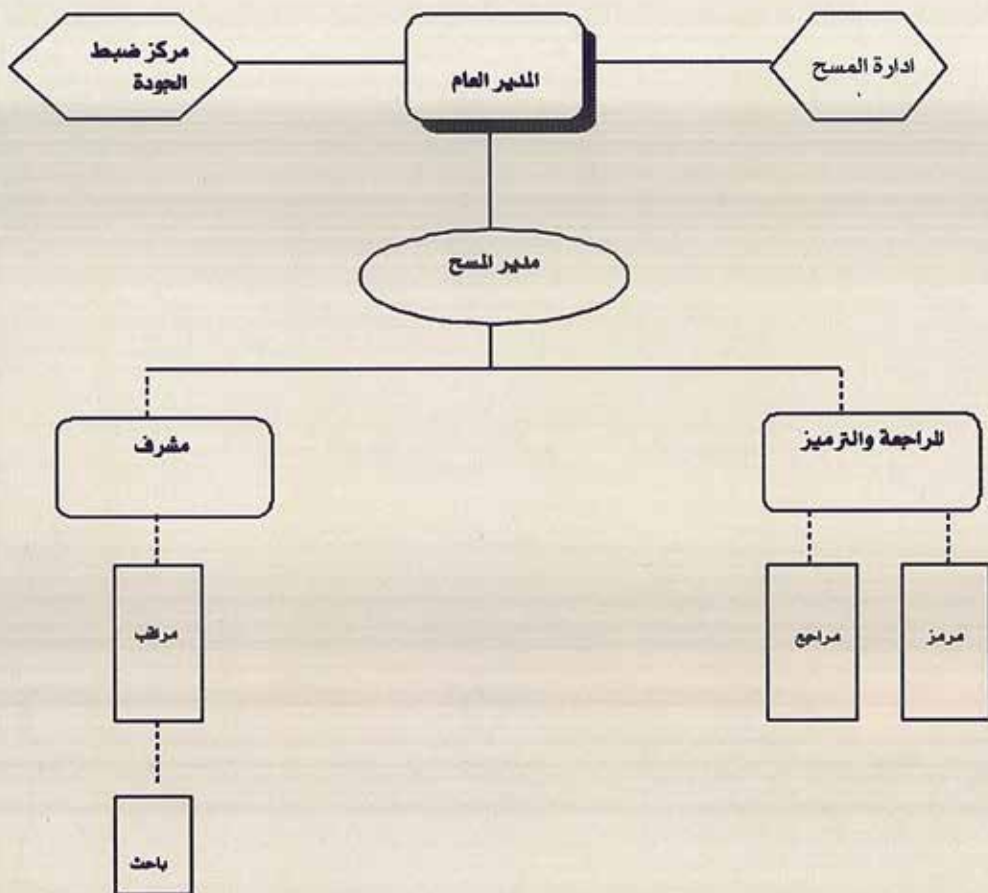 ادارة المسح
المدير العام
مركز ضبط
الجودة
مدير المسح
المراجعة والترميز
مشرف
مرمز
مراجع
مراقب
باحث